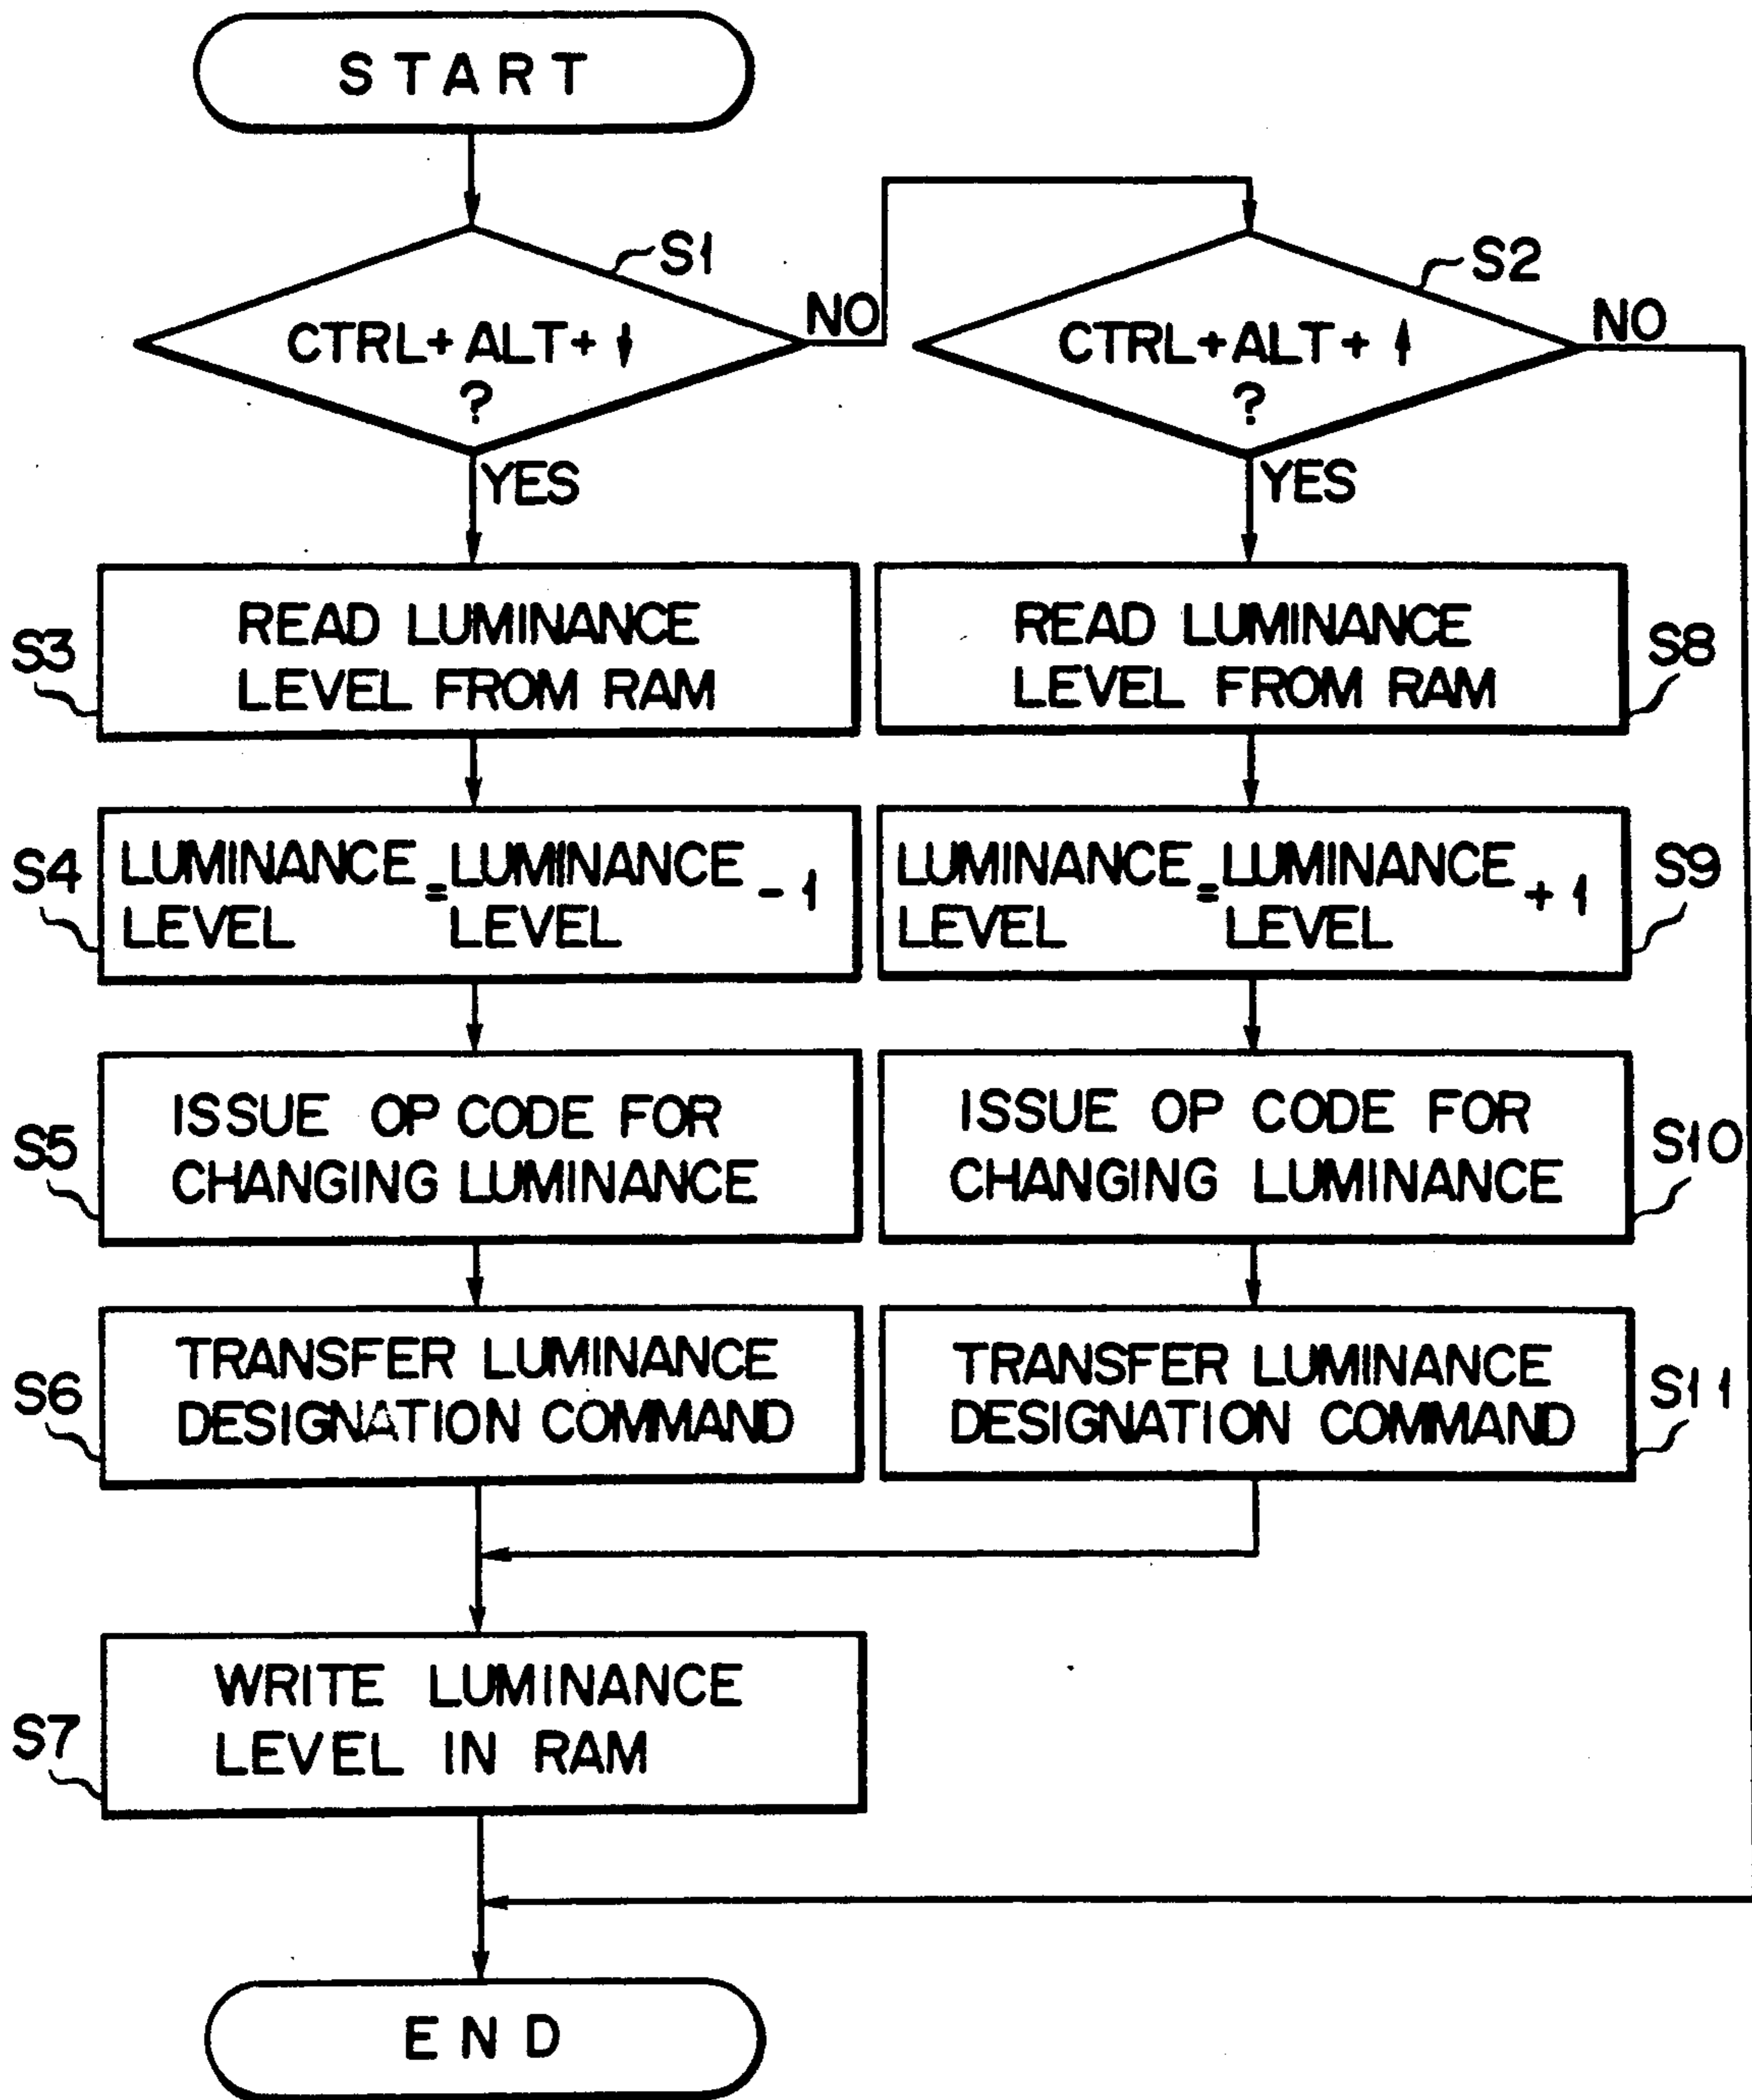 START
S1
CTRL+ALT+↓
?
NO
YES
S2
CTRL+ALT+↑
?
NO
YES
S3
READ LUMINANCE
LEVEL FROM RAM
S8
READ LUMINANCE
LEVEL FROM RAM
S4
LUMINANCE = LUMINANCE - 1
LEVEL LEVEL
S9
LUMINANCE = LUMINANCE + 1
LEVEL LEVEL
S5
ISSUE OP CODE FOR
CHANGING LUMINANCE
S10
ISSUE OP CODE FOR
CHANGING LUMINANCE
S6
TRANSFER LUMINANCE
DESIGNATION COMMAND
S11
TRANSFER LUMINANCE
DESIGNATION COMMAND
S7
WRITE LUMINANCE
LEVEL IN RAM
END